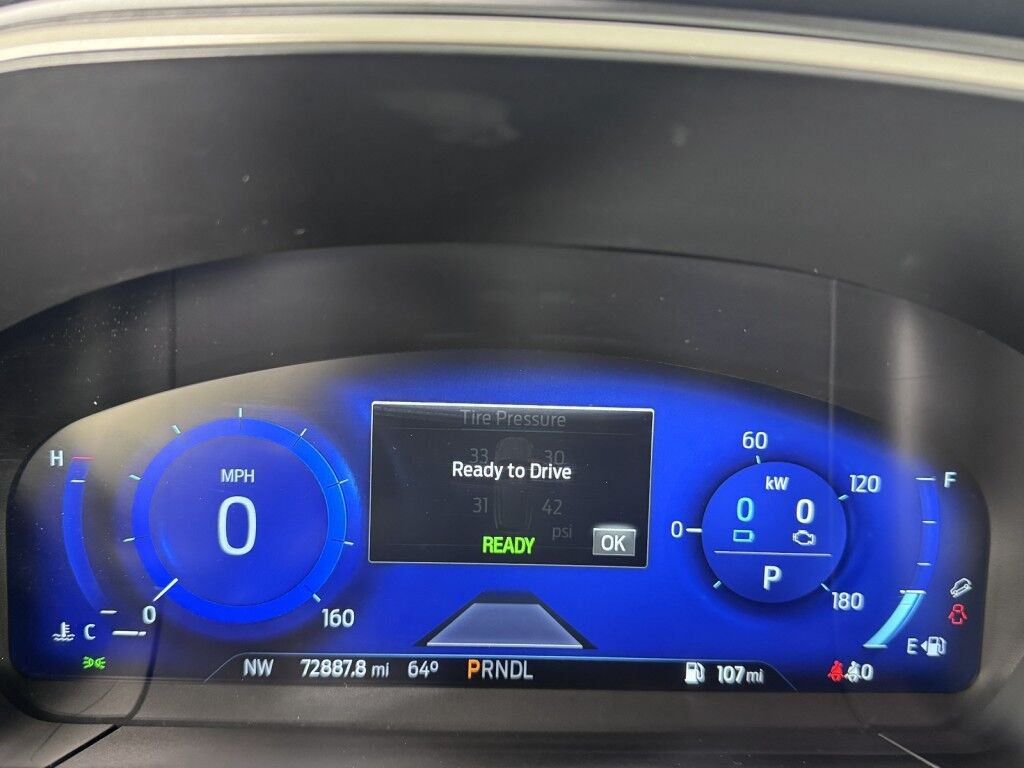 Tire Pressure
33 30
Ready to Drive
31 42
psi
READY OK
H
MPH
0
0
160
C
60
kW
120
0 0
0
P
180
F
E
NW 72887.8 mi 64º PRNDL 107 mi 0